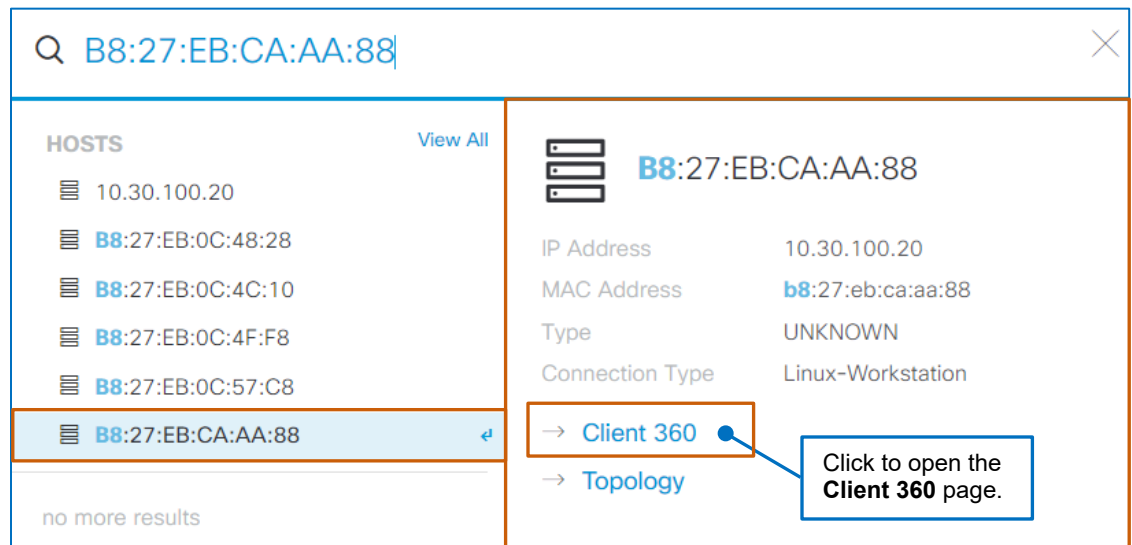 B8:27:EB:CA:AA:88
HOSTS View All
10.30.100.20
B8:27:EB:0C:48:28
B8:27:EB:0C:4C:10
B8:27:EB:0C:4F:F8
B8:27:EB:0C:57:C8
B8:27:EB:CA:AA:88
no more results
B8:27:EB:CA:AA:88
IP Address 10.30.100.20
MAC Address b8:27:eb:ca:aa:88
Type UNKNOWN
Connection Type Linux-Workstation
→ Client 360
→ Topology
Click to open the
Client 360 page.